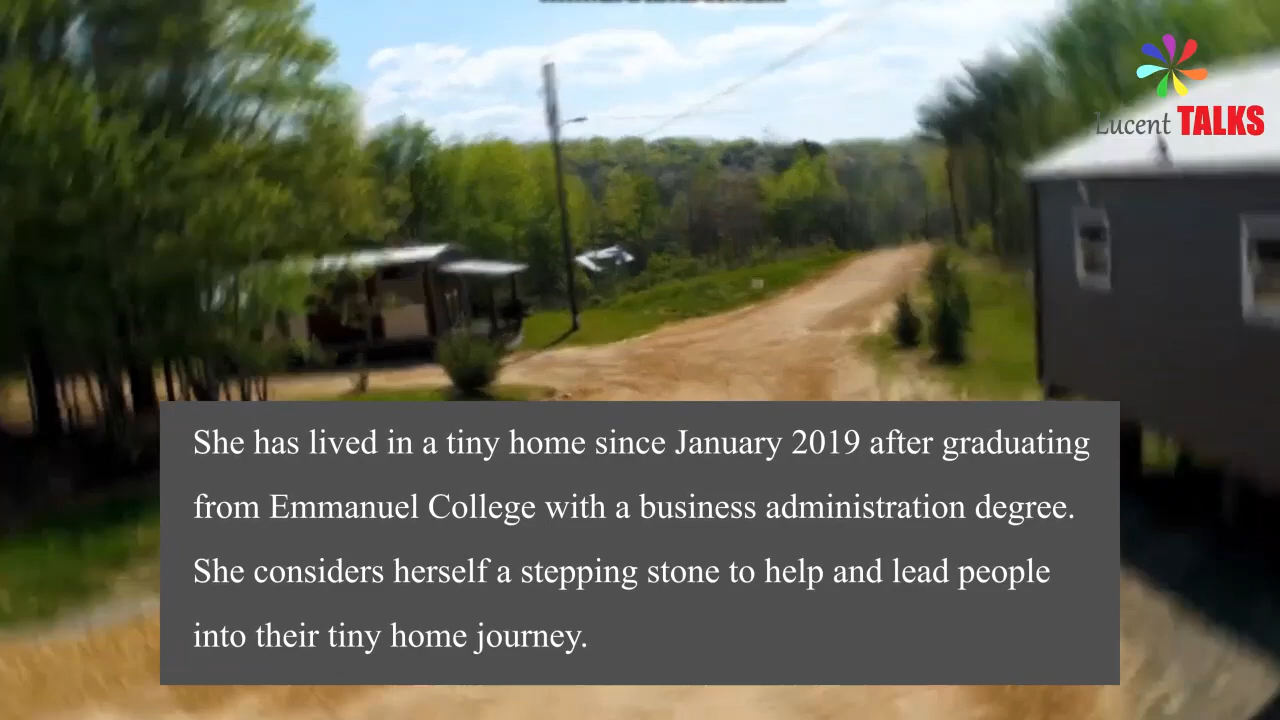 Lucent TALKS
She has lived in a tiny home since January 2019 after graduating
from Emmanuel College with a business administration degree.
She considers herself a stepping stone to help and lead people
into their tiny home journey.